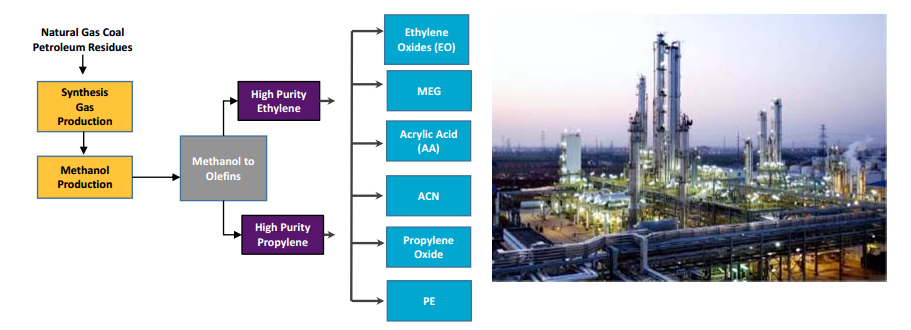 Natural Gas Coal
Petroleum Residues
Synthesis
Gas
Production
Methanol
Production
Methanol to
Olefins
High Purity
Ethylene
High Purity
Propylene
Ethylene
Oxides (EO)
MEG
Acrylic Acid
(AA)
ACN
Propylene
Oxide
PE